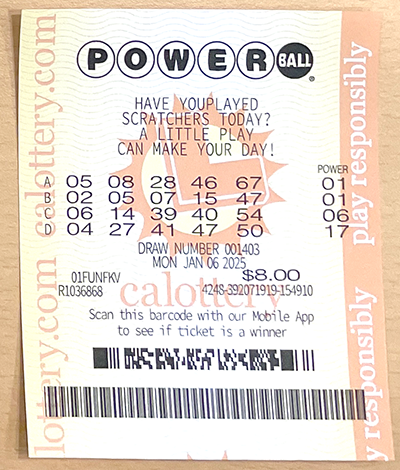 POWERBALL®
HAVE YOUPLAYED
SCRATCHERS TODAY?
A LITTLE PLAY
CAN MAKE YOUR DAY!
POWER
A 05 08 28 46 67 01
B 02 05 07 15 47 01
C 06 14 39 40 54 06
D 04 27 41 47 50 17
DRAW NUMBER 001403
MON JAN 06 2025
01FUNFKV $8.00
R1036868 4248-392071919-154910
calottery
Scan this barcode with our Mobile App
to see if ticket is a winner
calottery.com
lottery.com
play responsibly
y responsibly